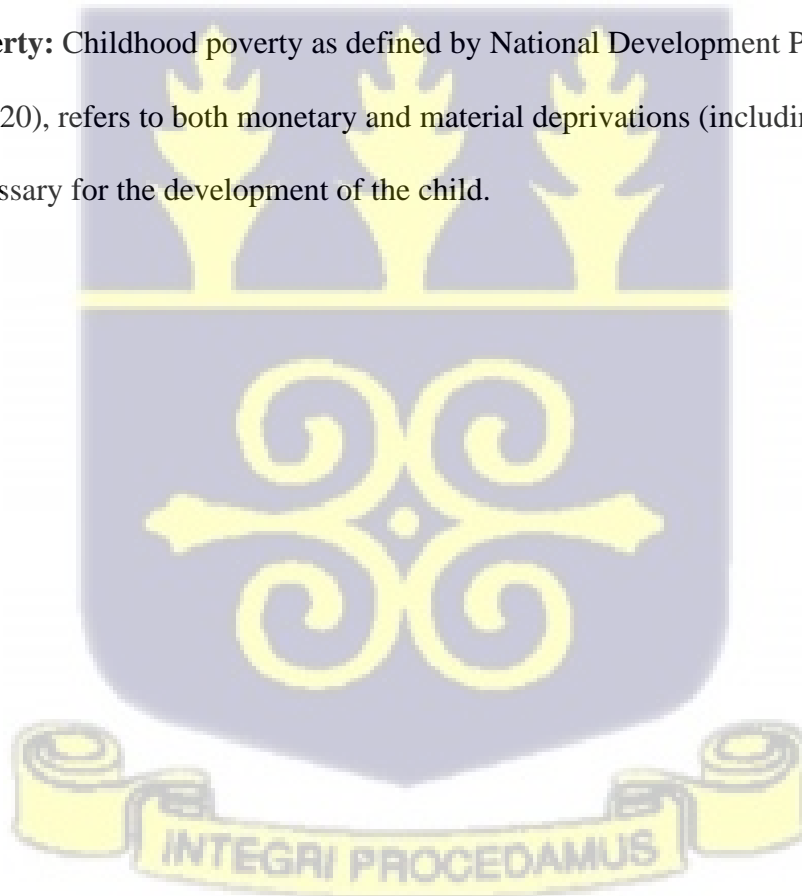 erty: Childhood poverty as defined by National Development P
20), refers to both monetary and material deprivations (includin
ssary for the development of the child.
INTEGRI PROCEDAMUS